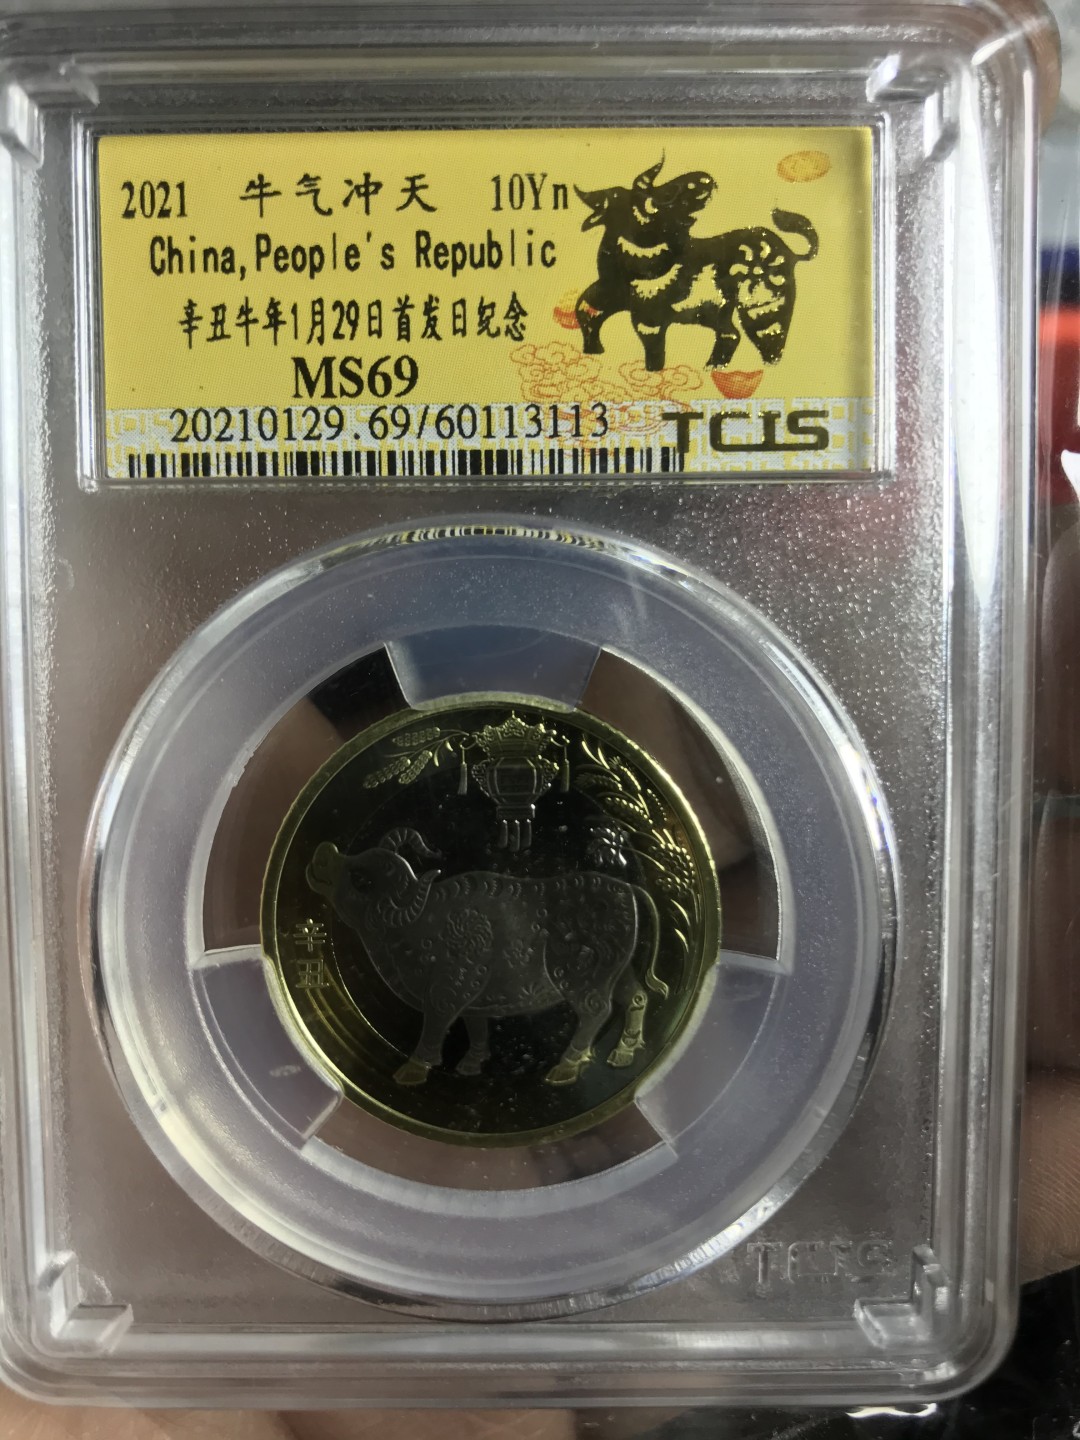 2021 牛气冲天 10Yn
China,People's Republic
辛丑牛年1月29日首发日纪念
MS69
20210129.69/60113113 TCIS
辛
丑
TCIS